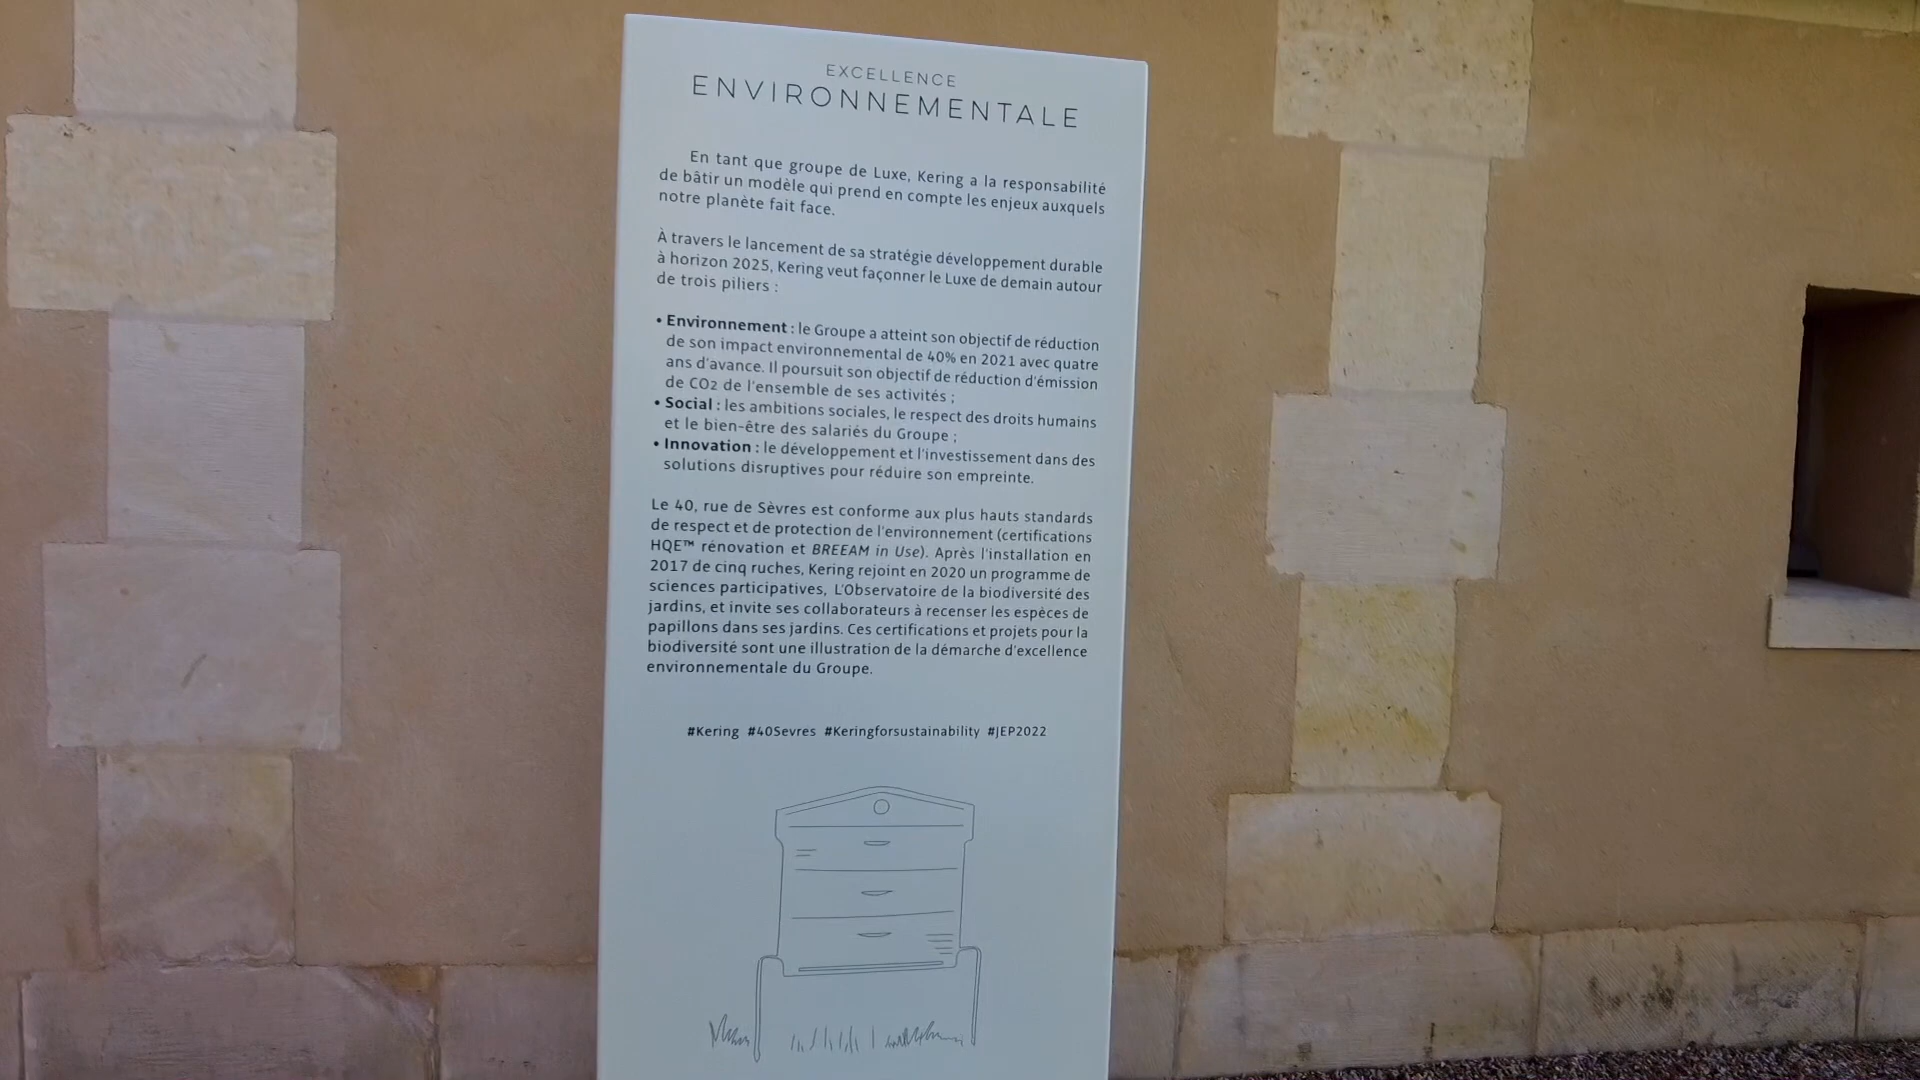 EXCELLENCE
ENVIRONNEMENTALE
En tant que groupe de Luxe, Kering a la responsabilité
de bâtir un modèle qui prend en compte les enjeux auxquels
notre planète fait face.
À travers le lancement de sa stratégie développement durable
à horizon 2025, Kering veut façonner le Luxe de demain autour
de trois piliers :
• Environnement : le Groupe a atteint son objectif de réduction
de son impact environnemental de 40% en 2021 avec quatre
ans d'avance. Il poursuit son objectif de réduction d'émission
de CO2 de l'ensemble de ses activités ;
• Social : les ambitions sociales, le respect des droits humains
et le bien-être des salariés du Groupe ;
• Innovation : le développement et l'investissement dans des
solutions disruptives pour réduire son empreinte.
Le 40, rue de Sèvres est conforme aux plus hauts standards
de respect et de protection de l'environnement (certifications
HQE™ rénovation et BREEAM in Use). Après l'installation en
2017 de cinq ruches, Kering rejoint en 2020 un programme de
sciences participatives, L'Observatoire de la biodiversité des
jardins, et invite ses collaborateurs à recenser les espèces de
papillons dans ses jardins. Ces certifications et projets pour la
biodiversité sont une illustration de la démarche d'excellence
environnementale du Groupe.
#Kering #40Sevres #Keringforsustainability #JEP2022